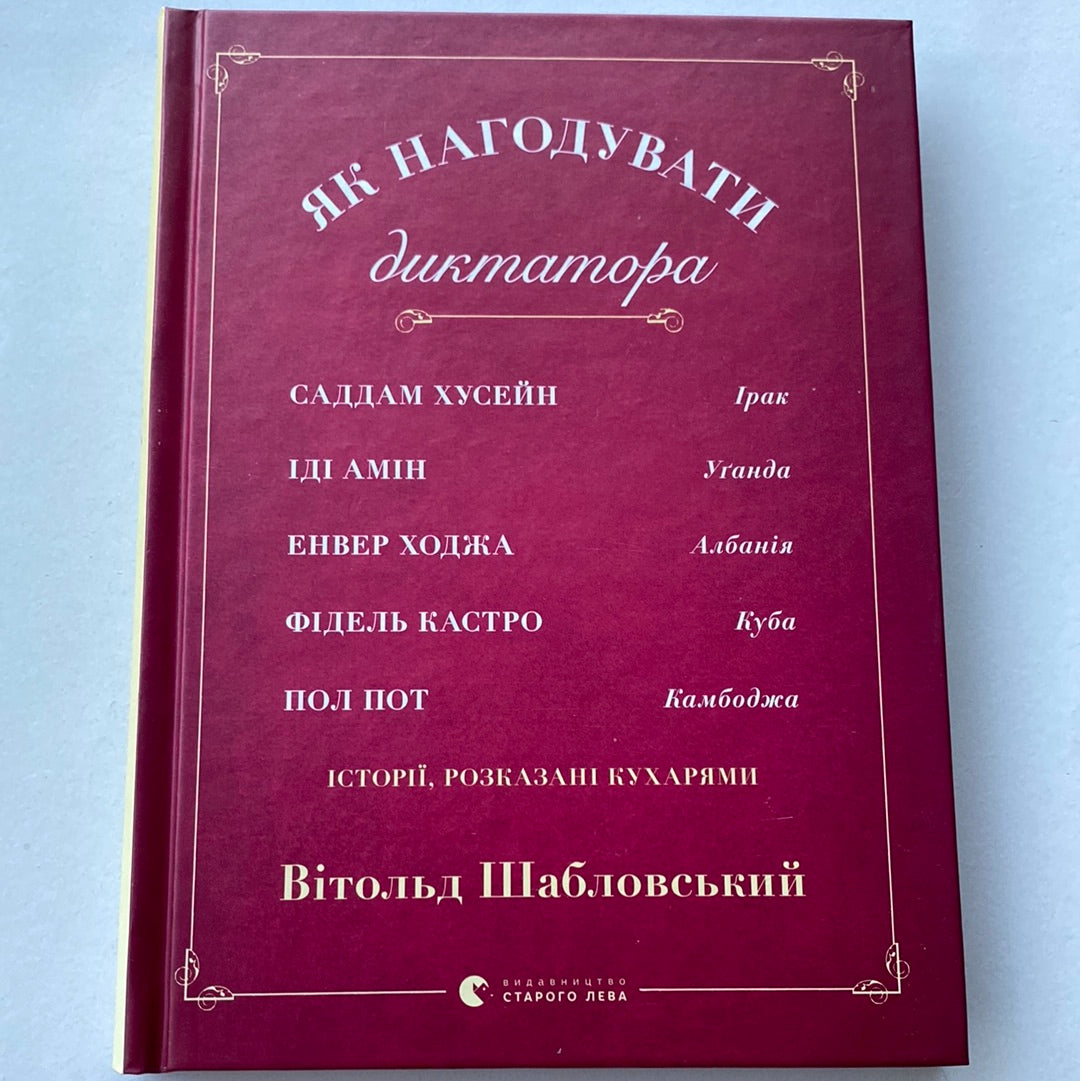 ЯК НАГОДУВАТИ
диктатора
САДДАМ ХУСЕЙН Ірак
ІДІ АМІН Уґанда
ЕНВЕР ХОДЖА Албанія
ФІДЕЛЬ КАСТРО Куба
ПОЛ ПОТ Камбоджа
ІСТОРІЇ, РОЗКАЗАНІ КУХАРЯМИ
Вітольд Шабловський
видавництво
СТАРОГО ЛЕВА